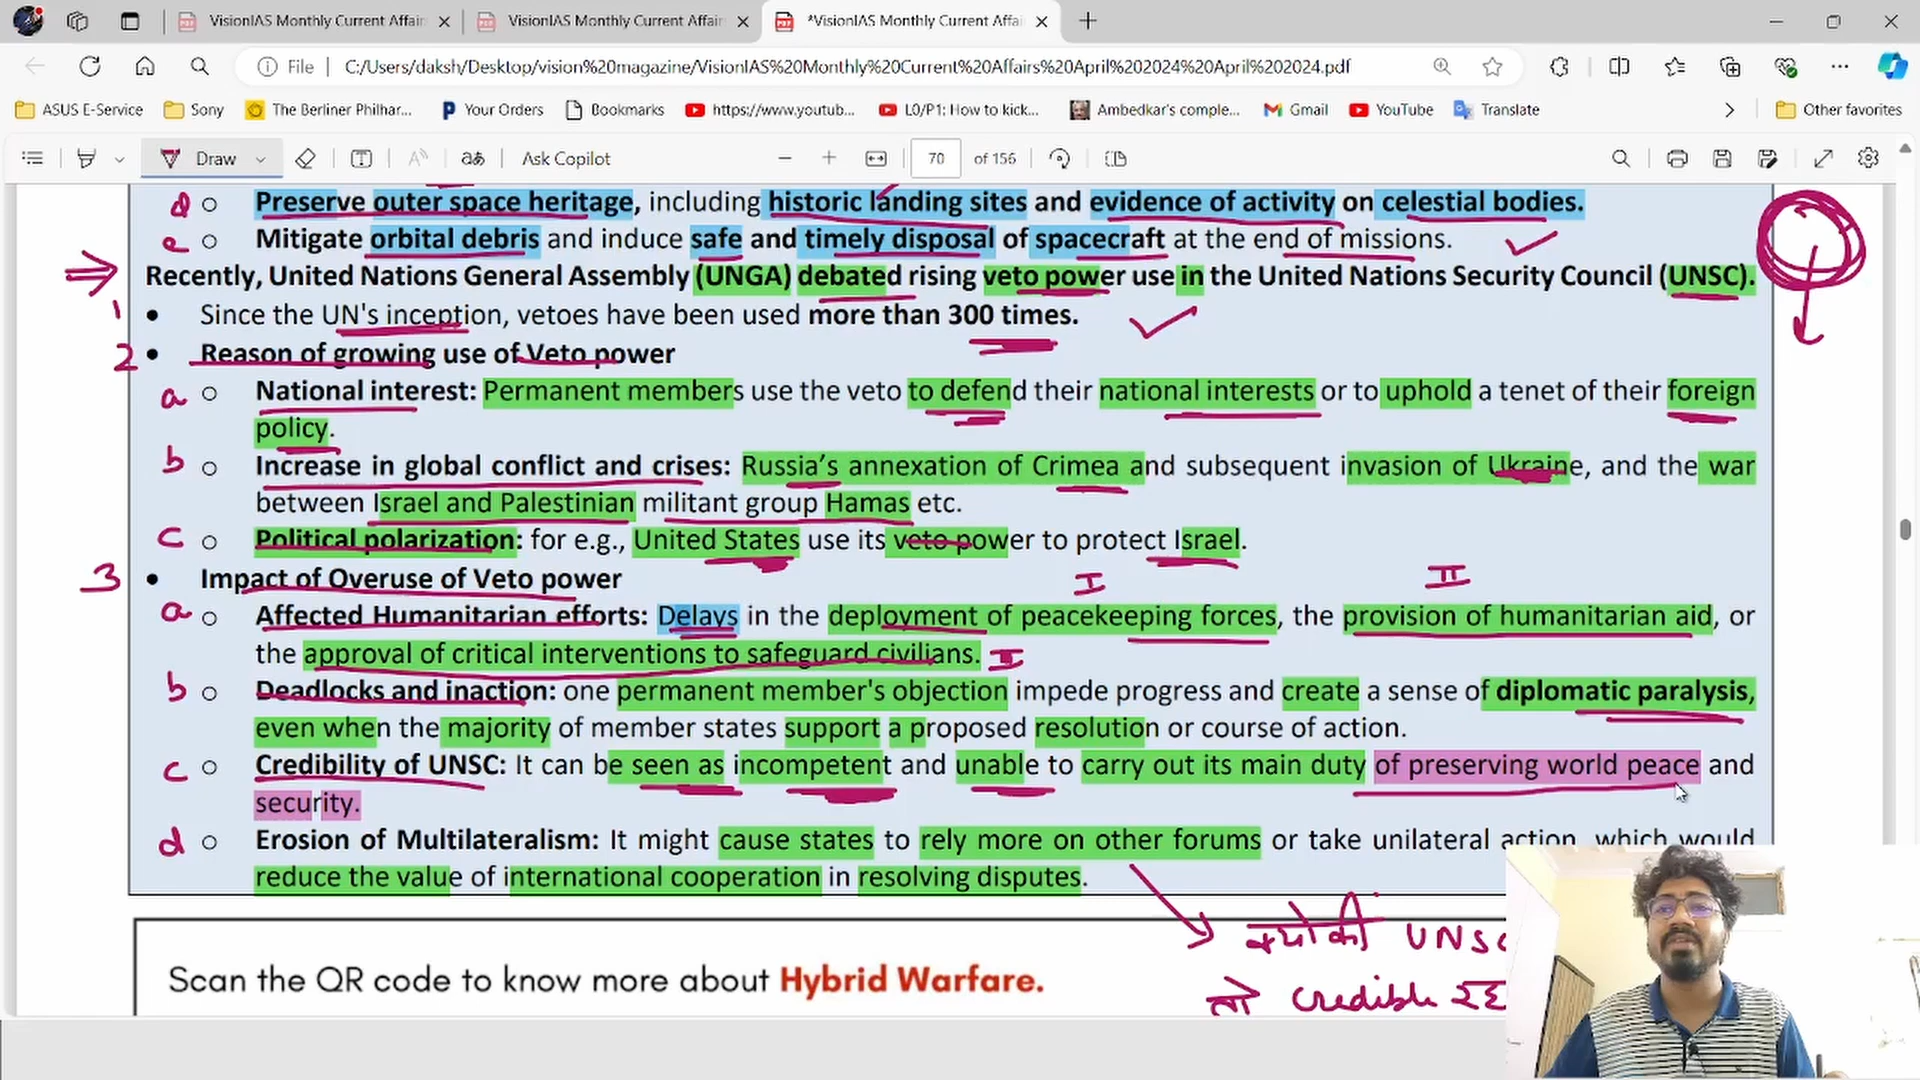 VisionIAS Monthly Current Affair
VisionIAS Monthly Current Affair
*VisionIAS Monthly Current Affai
File
C:/Users/daksh/Desktop/vision%20magazine/VisionIAS%20Monthly%20Current%20Affairs%20April%202024%20April%202024.pdf
ASUS E-Service Sony The Berliner Philhar... Your Orders Bookmarks https://www.youtub... L0/P1: How to kick... Ambedkar's comple... Gmail YouTube Translate Other favorites
Draw Ask Copilot 70 of 156
d Preserve outer space heritage, including historic landing sites and evidence of activity on celestial bodies.
e Mitigate orbital debris and induce safe and timely disposal of spacecraft at the end of missions.
Recently, United Nations General Assembly (UNGA) debated rising veto power use in the United Nations Security Council (UNSC).
1 • Since the UN's inception, vetoes have been used more than 300 times.
2 • Reason of growing use of Veto power
a National interest: Permanent members use the veto to defend their national interests or to uphold a tenet of their foreign
policy.
b Increase in global conflict and crises: Russia's annexation of Crimea and subsequent invasion of Ukraine, and the war
between Israel and Palestinian militant group Hamas etc.
c Political polarization: for e.g., United States use its veto power to protect Israel.
3 • Impact of Overuse of Veto power
I II
a Affected Humanitarian efforts: Delays in the deployment of peacekeeping forces, the provision of humanitarian aid, or
the approval of critical interventions to safeguard civilians.
b Deadlocks and inaction: one permanent member's objection impede progress and create a sense of diplomatic paralysis,
even when the majority of member states support a proposed resolution or course of action.
c Credibility of UNSC: It can be seen as incompetent and unable to carry out its main duty of preserving world peace and
security.
d Erosion of Multilateralism: It might cause states to rely more on other forums or take unilateral action, which would
reduce the value of international cooperation in resolving disputes.
UNSC
Scan the QR code to know more about Hybrid Warfare.
credible